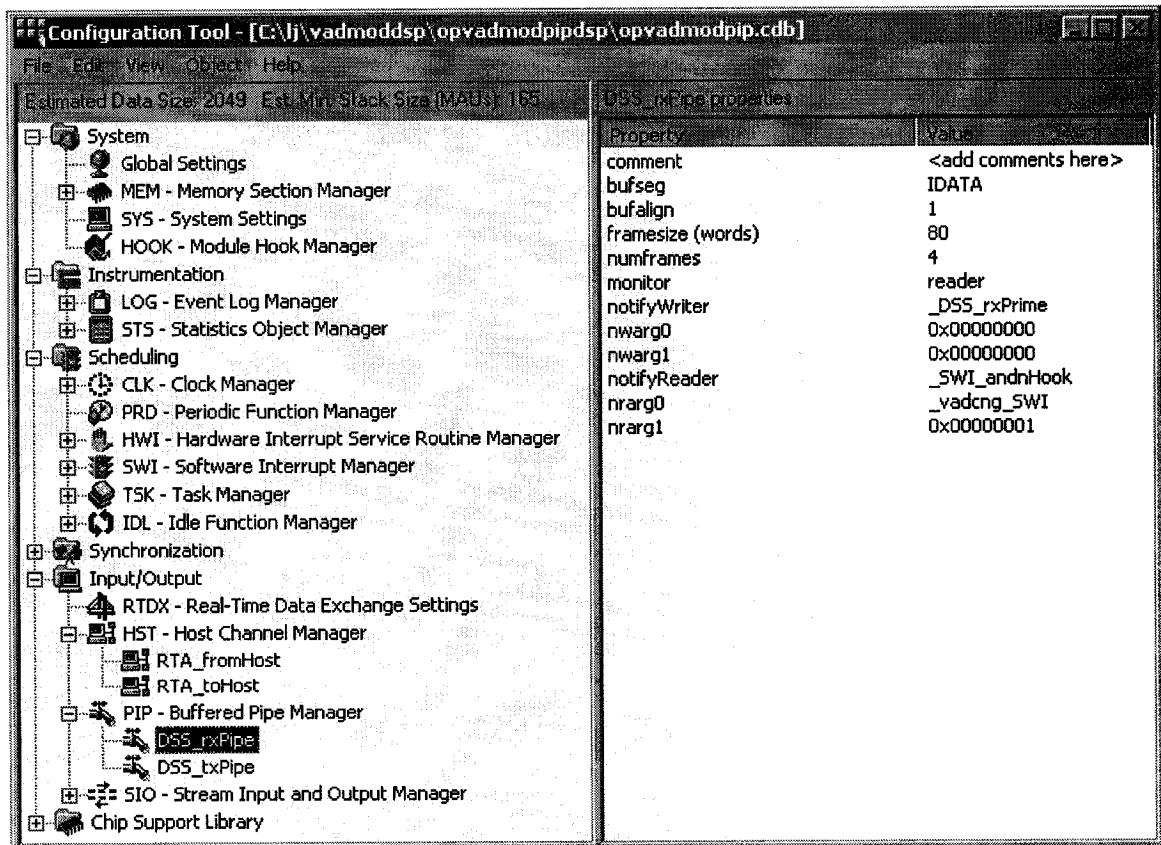 Configuration Tool - [C:\lj\vadmoddsp\opvadmodpipdsp\opvadmodpip.cdb]
File Edit View Object Help
Estimated Data Size: 2049 Est. Min. Stack Size (MAUs): 165
System
Global Settings
MEM - Memory Section Manager
SYS - System Settings
HOOK - Module Hook Manager
Instrumentation
LOG - Event Log Manager
STS - Statistics Object Manager
Scheduling
CLK - Clock Manager
PRD - Periodic Function Manager
HWI - Hardware Interrupt Service Routine Manager
SWI - Software Interrupt Manager
TSK - Task Manager
IDL - Idle Function Manager
Synchronization
Input/Output
RTDX - Real-Time Data Exchange Settings
HST - Host Channel Manager
RTA_fromHost
RTA_toHost
PIP - Buffered Pipe Manager
DSS_rxPipe
DSS_txPipe
SIO - Stream Input and Output Manager
Chip Support Library
DSS_rxPipe properties
Property Value
comment <add comments here>
bufseg IDATA
bufalign 1
framesize (words) 80
numframes 4
monitor reader
notifyWriter _DSS_rxPrime
nwarg0 0x00000000
nwarg1 0x00000000
notifyReader _SWI_andnHook
nrarg0 _vadcng_SWI
nrarg1 0x00000001